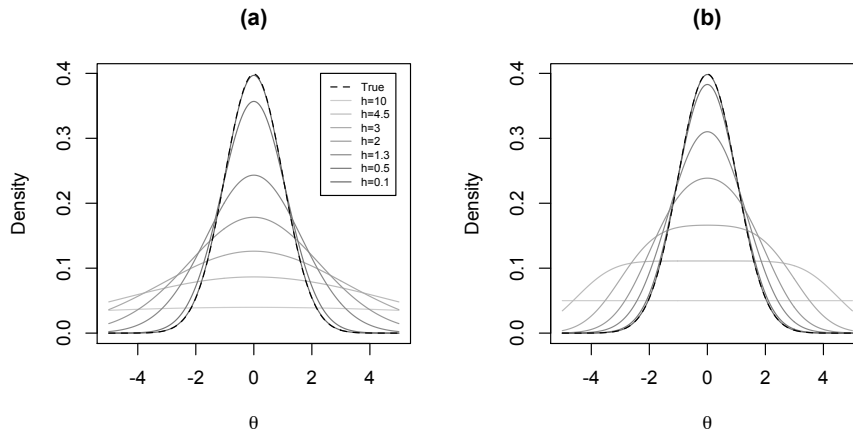 (a)
(b)
Density
0.0
0.1
0.2
0.3
0.4
True
h=10
h=4.5
h=3
h=2
h=1.3
h=0.5
h=0.1
-4
-2
0
2
4
θ
Density
0.0
0.1
0.2
0.3
0.4
-4
-2
0
2
4
θ